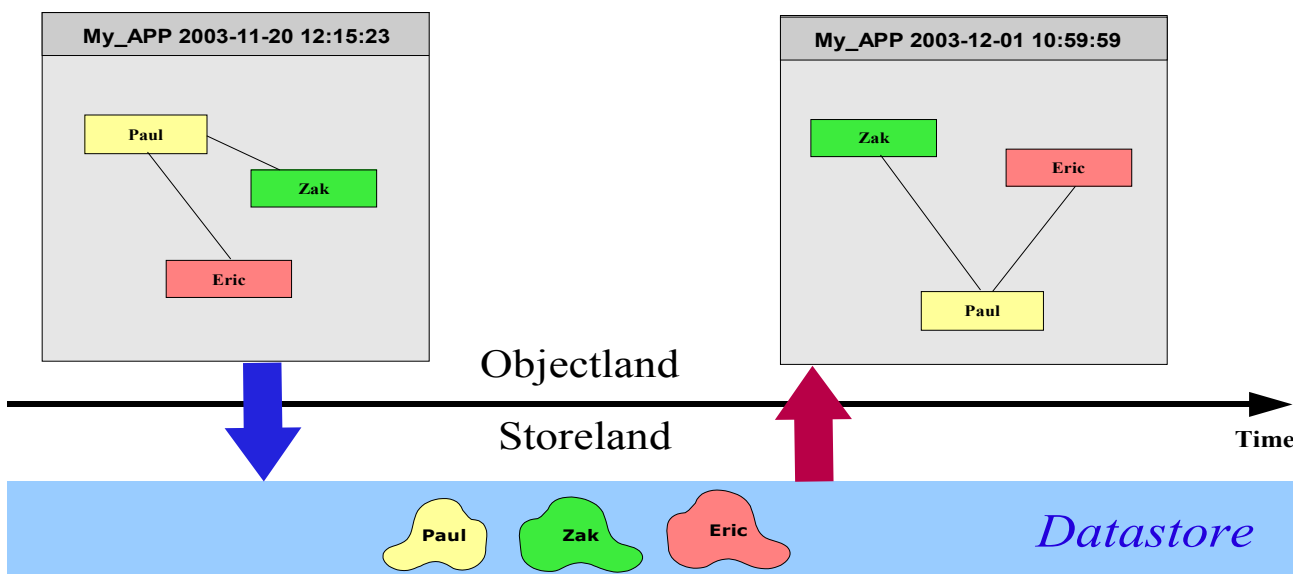 My_APP 2003-11-20 12:15:23
Paul
Zak
Eric
My_APP 2003-12-01 10:59:59
Zak
Eric
Paul
Objectland
Storeland
Time
Paul
Zak
Eric
Datastore